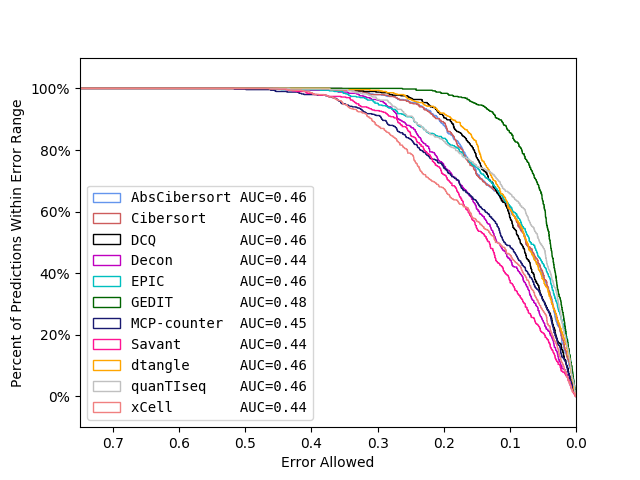 100%
80%
60%
40%
20%
0%
Percent of Predictions Within Error Range
AbsCibersort AUC=0.46
Cibersort AUC=0.46
DCQ AUC=0.46
Decon AUC=0.44
EPIC AUC=0.46
GEDIT AUC=0.48
MCP-counter AUC=0.45
Savant AUC=0.44
dtangle AUC=0.46
quanTIseq AUC=0.46
xCell AUC=0.44
0.7 0.6 0.5 0.4 0.3 0.2 0.1 0.0
Error Allowed